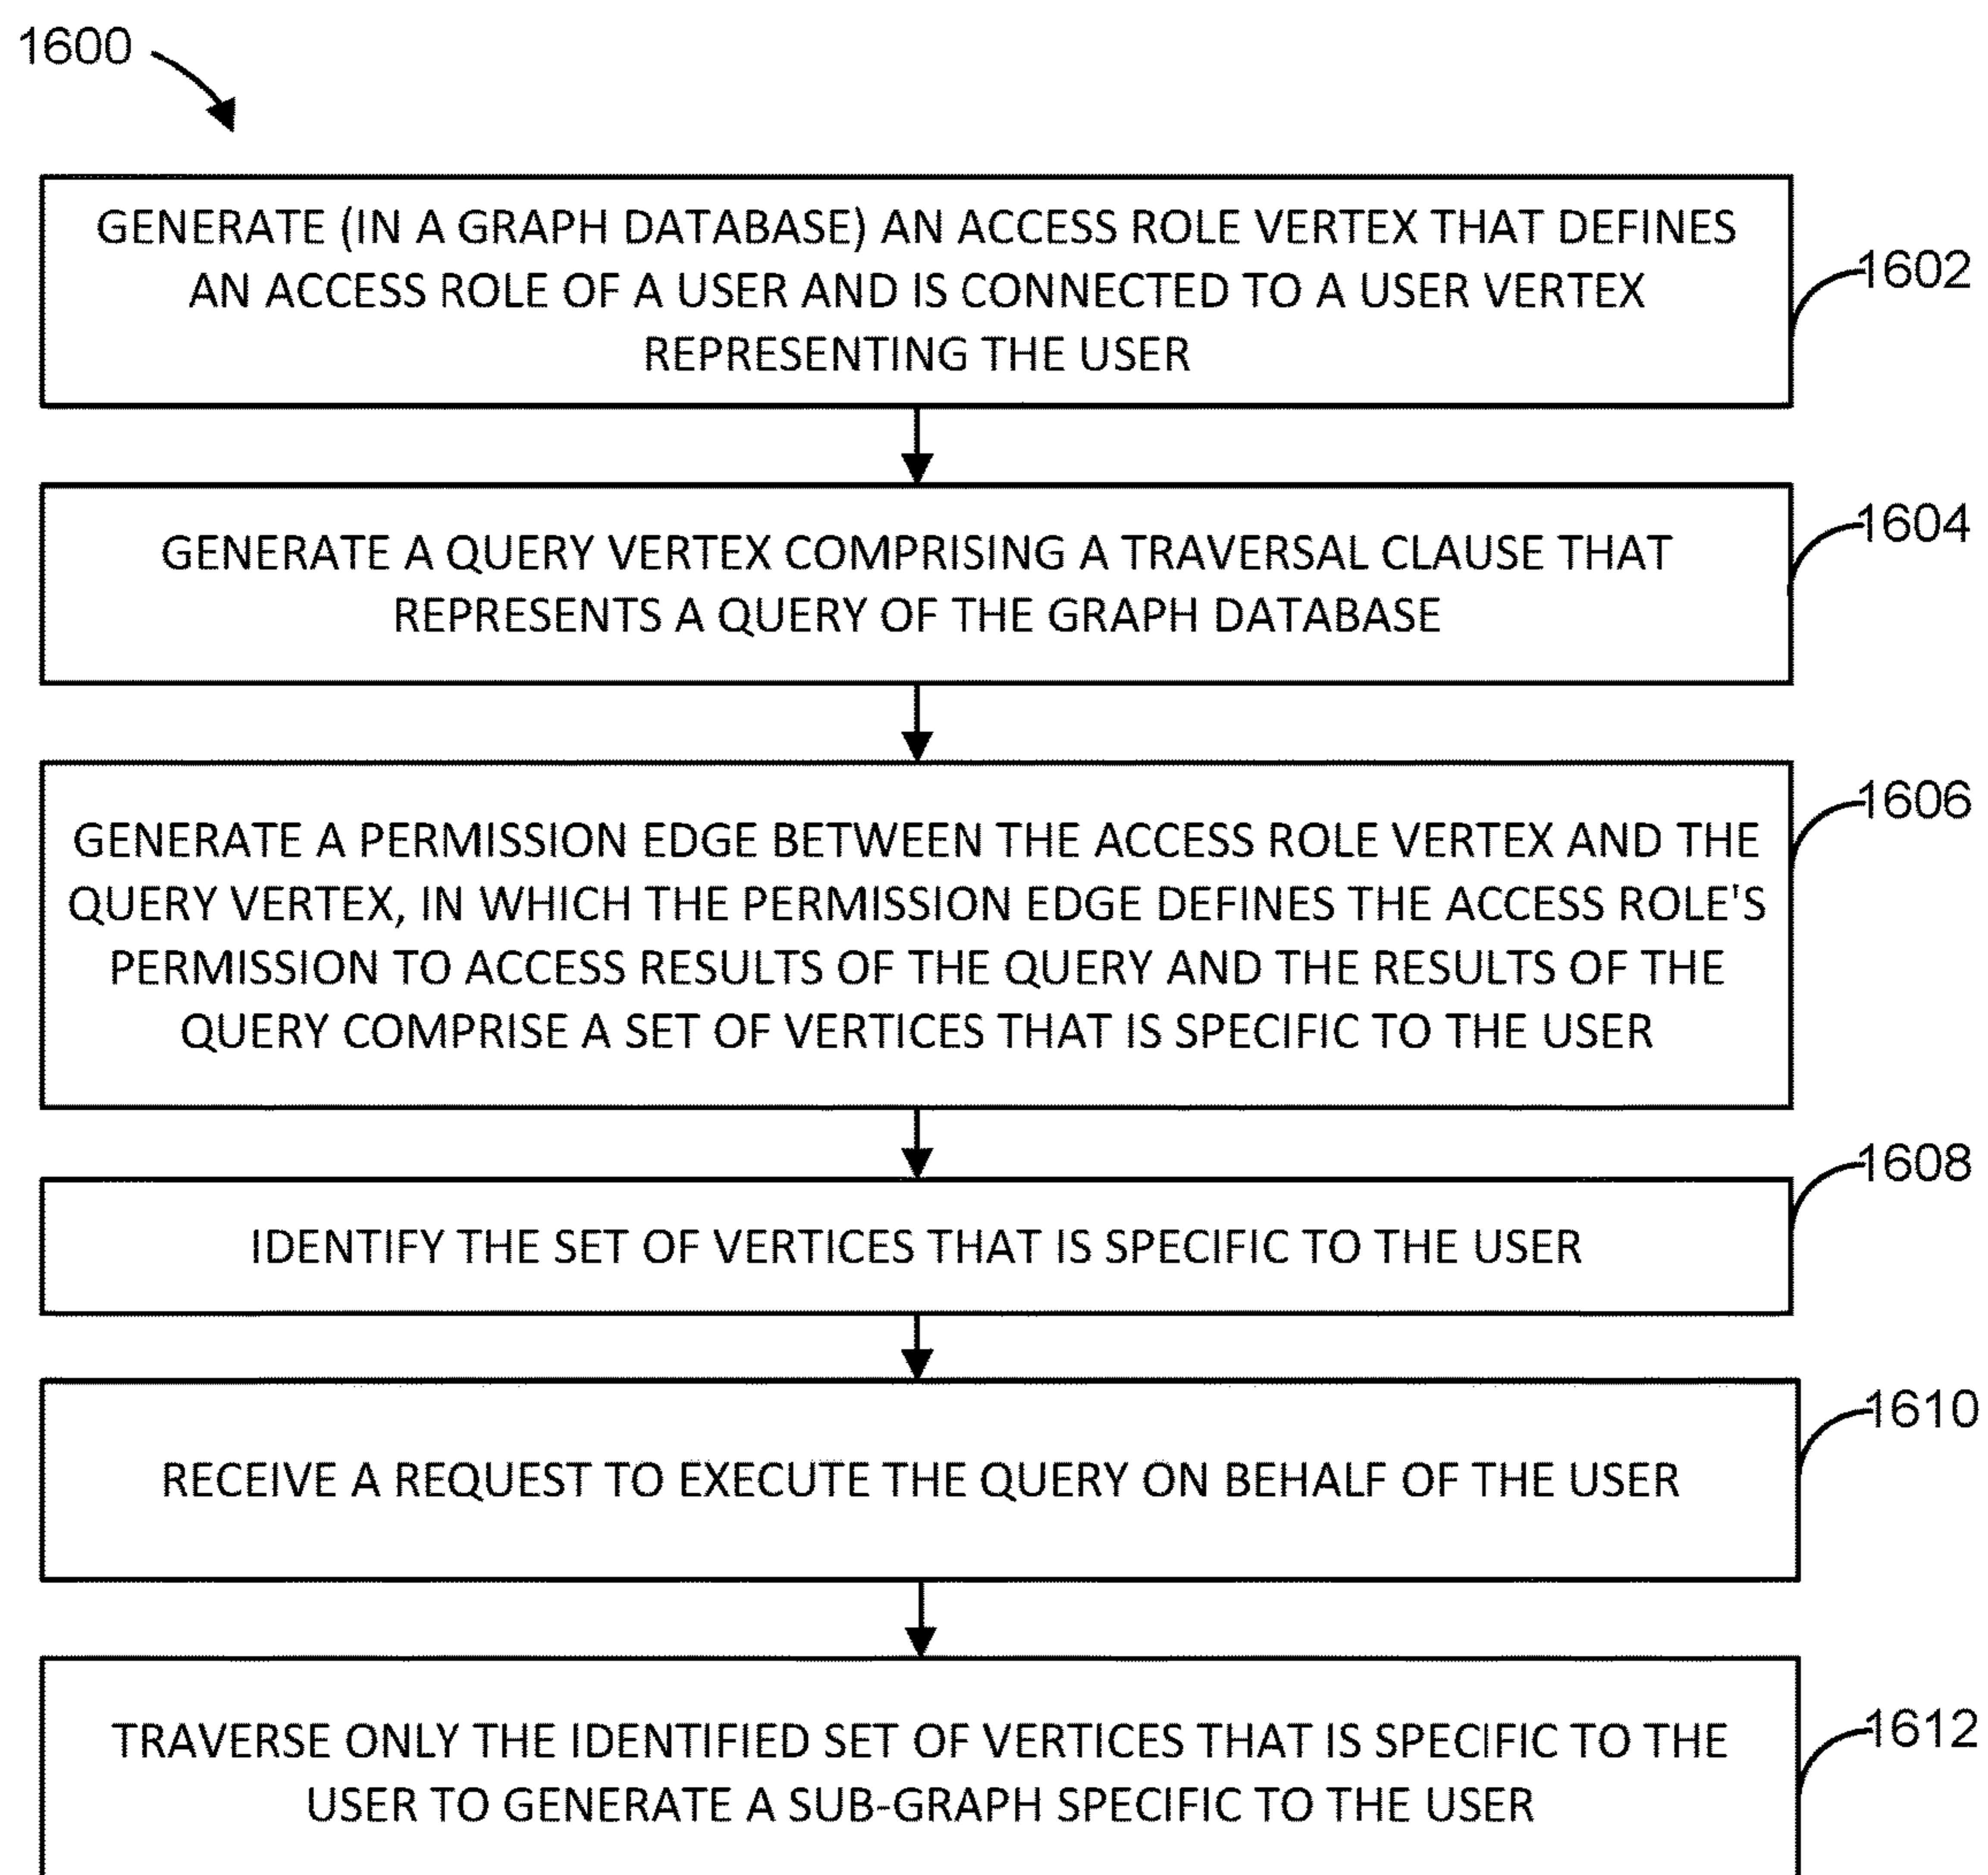 1600
GENERATE (IN A GRAPH DATABASE) AN ACCESS ROLE VERTEX THAT DEFINES
AN ACCESS ROLE OF A USER AND IS CONNECTED TO A USER VERTEX
REPRESENTING THE USER
1602
GENERATE A QUERY VERTEX COMPRISING A TRAVERSAL CLAUSE THAT
REPRESENTS A QUERY OF THE GRAPH DATABASE
1604
GENERATE A PERMISSION EDGE BETWEEN THE ACCESS ROLE VERTEX AND THE
QUERY VERTEX, IN WHICH THE PERMISSION EDGE DEFINES THE ACCESS ROLE'S
PERMISSION TO ACCESS RESULTS OF THE QUERY AND THE RESULTS OF THE
QUERY COMPRISE A SET OF VERTICES THAT IS SPECIFIC TO THE USER
1606
IDENTIFY THE SET OF VERTICES THAT IS SPECIFIC TO THE USER
1608
RECEIVE A REQUEST TO EXECUTE THE QUERY ON BEHALF OF THE USER
1610
TRAVERSE ONLY THE IDENTIFIED SET OF VERTICES THAT IS SPECIFIC TO THE
USER TO GENERATE A SUB-GRAPH SPECIFIC TO THE USER
1612